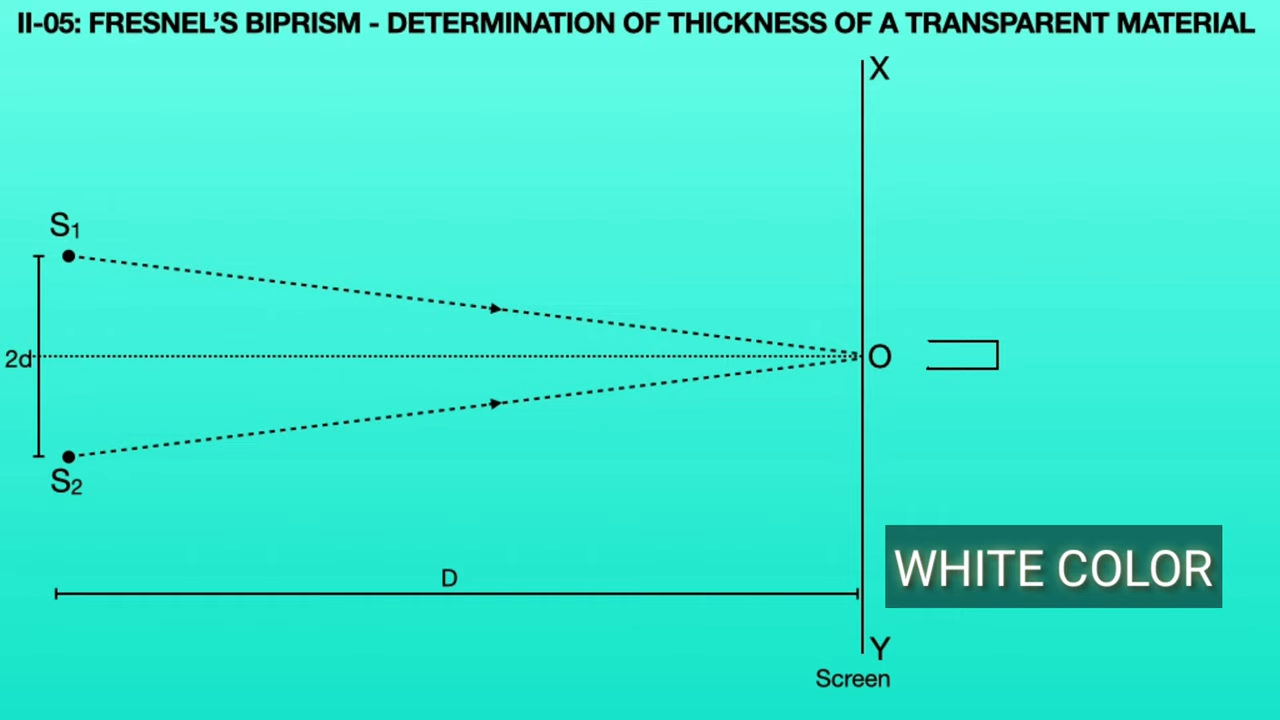 II-05: FRESNEL'S BIPRISM - DETERMINATION OF THICKNESS OF A TRANSPARENT MATERIAL
X
S₁
2d
O
S₂
WHITE COLOR
D
Y
Screen